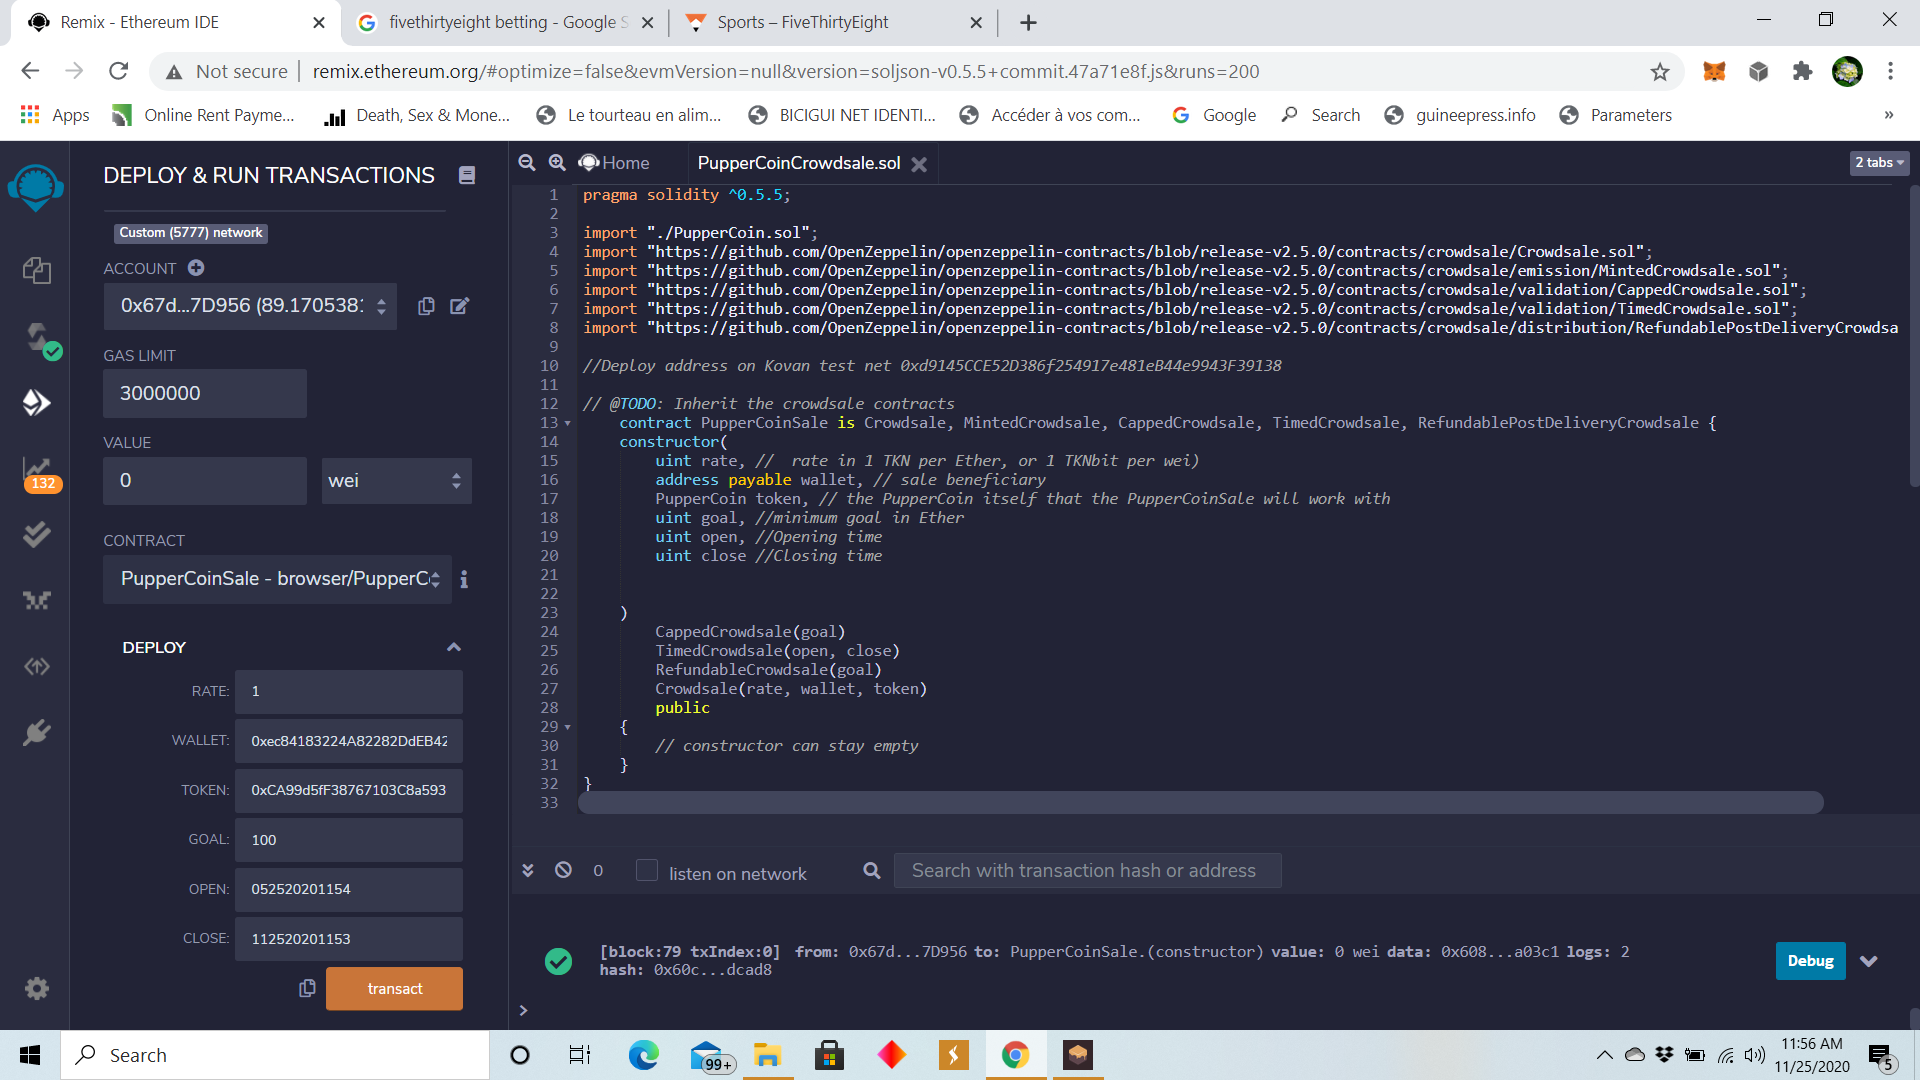 Remix - Ethereum IDE
fivethirtyeight betting - Google S
Sports – FiveThirtyEight
Not secure
remix.ethereum.org/#optimize=false&evmVersion=null&version=soljson-v0.5.5+commit.47a71e8f.js&runs=200
Apps
Online Rent Payme...
Death, Sex & Mone...
Le tourteau en alim...
BICIGUI NET IDENTI...
Accéder à vos com...
Google
Search
guineepress.info
Parameters
»
DEPLOY & RUN TRANSACTIONS
Custom (5777) network
ACCOUNT
0x67d...7D956 (89.1705381
GAS LIMIT
3000000
VALUE
0
wei
132
CONTRACT
PupperCoinSale - browser/PupperCo
DEPLOY
RATE: 1
WALLET: 0xec84183224A82282DdEB42
TOKEN: 0xCA99d5fF38767103C8a593
GOAL: 100
OPEN: 052520201154
CLOSE: 112520201153
transact
Home
PupperCoinCrowdsale.sol
2 tabs
1 pragma solidity ^0.5.5;
2
3 import "./PupperCoin.sol";
4 import "https://github.com/OpenZeppelin/openzeppelin-contracts/blob/release-v2.5.0/contracts/crowdsale/Crowdsale.sol";
5 import "https://github.com/OpenZeppelin/openzeppelin-contracts/blob/release-v2.5.0/contracts/crowdsale/emission/MintedCrowdsale.sol";
6 import "https://github.com/OpenZeppelin/openzeppelin-contracts/blob/release-v2.5.0/contracts/crowdsale/validation/CappedCrowdsale.sol";
7 import "https://github.com/OpenZeppelin/openzeppelin-contracts/blob/release-v2.5.0/contracts/crowdsale/validation/TimedCrowdsale.sol";
8 import "https://github.com/OpenZeppelin/openzeppelin-contracts/blob/release-v2.5.0/contracts/crowdsale/distribution/RefundablePostDeliveryCrowdsa
9
10 //Deploy address on Kovan test net 0xd9145CCE52D386f254917e481eB44e9943F39138
11
12 // @TODO: Inherit the crowdsale contracts
13 contract PupperCoinSale is Crowdsale, MintedCrowdsale, CappedCrowdsale, TimedCrowdsale, RefundablePostDeliveryCrowdsale {
14 constructor(
15 uint rate, // rate in 1 TKN per Ether, or 1 TKNbit per wei)
16 address payable wallet, // sale beneficiary
17 PupperCoin token, // the PupperCoin itself that the PupperCoinSale will work with
18 uint goal, //minimum goal in Ether
19 uint open, //Opening time
20 uint close //Closing time
21
22
23 )
24 CappedCrowdsale(goal)
25 TimedCrowdsale(open, close)
26 RefundableCrowdsale(goal)
27 Crowdsale(rate, wallet, token)
28 public
29 {
30 // constructor can stay empty
31 }
32 }
33
0
listen on network
Search with transaction hash or address
[block:79 txIndex:0] from: 0x67d...7D956 to: PupperCoinSale.(constructor) value: 0 wei data: 0x608...a03c1 logs: 2
hash: 0x60c...dcad8
Debug
>
Search
99+
11:56 AM
11/25/2020
5